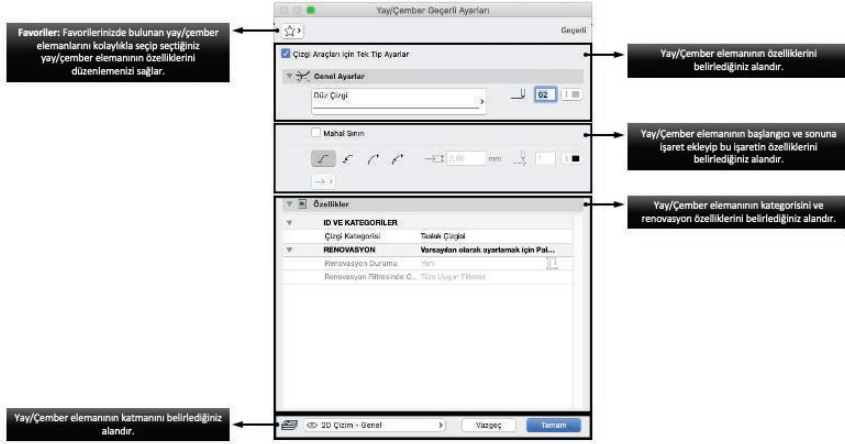 Yay/Çember Geçerli Ayarları
Favoriler: Favorilerinizde bulunan yay/çember
elemanlarını kolaylıkla seçip seçtiğiniz
yay/çember elemanının özelliklerini
düzenlemenizi sağlar.
Geçerli
Çizgi Araçları için Tek Tip Ayarlar
Yay/Çember elemanının özelliklerini
belirlediğiniz alandır.
Genel Ayarlar
Düz Çizgi
62
Mahal Sınırı
Yay/Çember elemanının başlangıcı ve sonuna
işaret ekleyip bu işaretin özelliklerini
belirlediğiniz alandır.
2,00 mm 1
Özellikler
Yay/Çember elemanının kategorisini ve
renovasyon özelliklerini belirlediğiniz alandır.
ID VE KATEGORİLER
Çizgi Kategorisi Taslak Çizgisi
RENOVASYON Varsayılan olarak ayarlamak için Pal...
Renovasyon Durumu Yeni
Renovasyon Filtresinde G... Tüm Uygun Filtreler
Yay/Çember elemanının katmanını belirlediğiniz
alandır.
2D Çizim - Genel Vazgeç Tamam